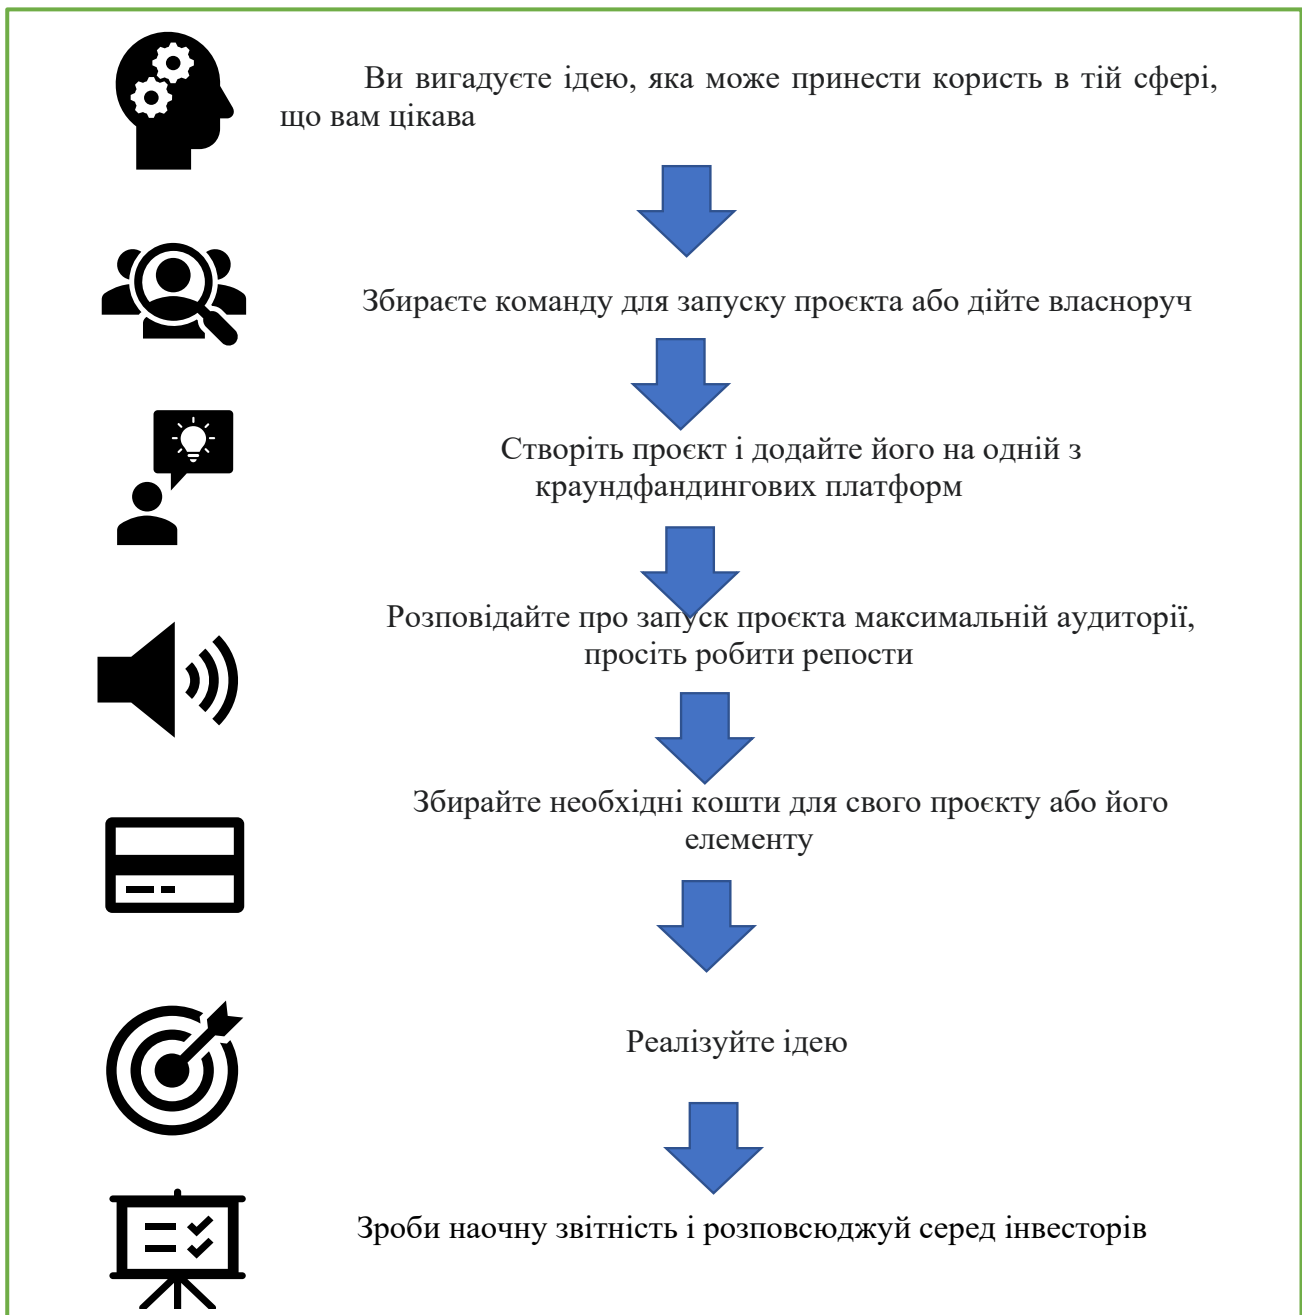 Ви вигадуєте ідею, яка може принести користь в тій сфері,
що вам цікава
Збираєте команду для запуску проєкта або дійте власноруч
Створіть проєкт і додайте його на одній з
краундфандингових платформ
Розповідайте про запуск проєкта максимальній аудиторії,
просіть робити репости
Збирайте необхідні кошти для свого проєкту або його
елементу
Реалізуйте ідею
Зроби наочну звітність і розповсюджуй серед інвесторів